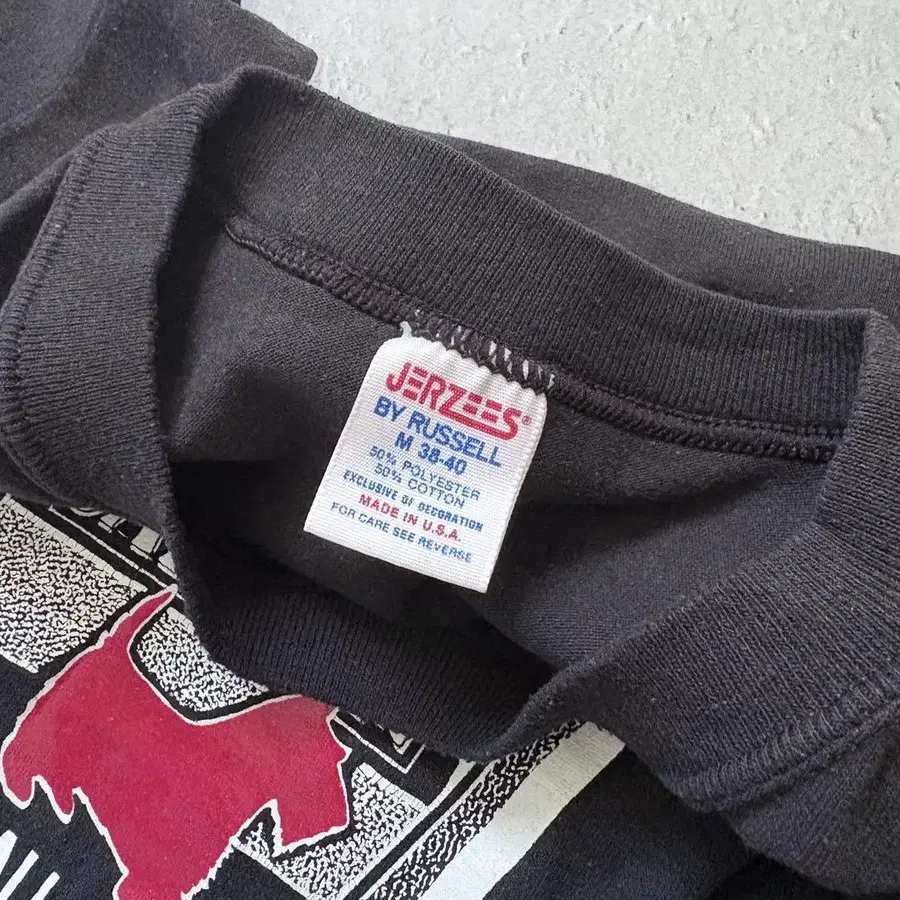 JERZEES®
BY RUSSELL
M 38-40
50% POLYESTER
50% COTTON
EXCLUSIVE OF DECORATION
MADE IN U.S.A.
FOR CARE SEE REVERSE